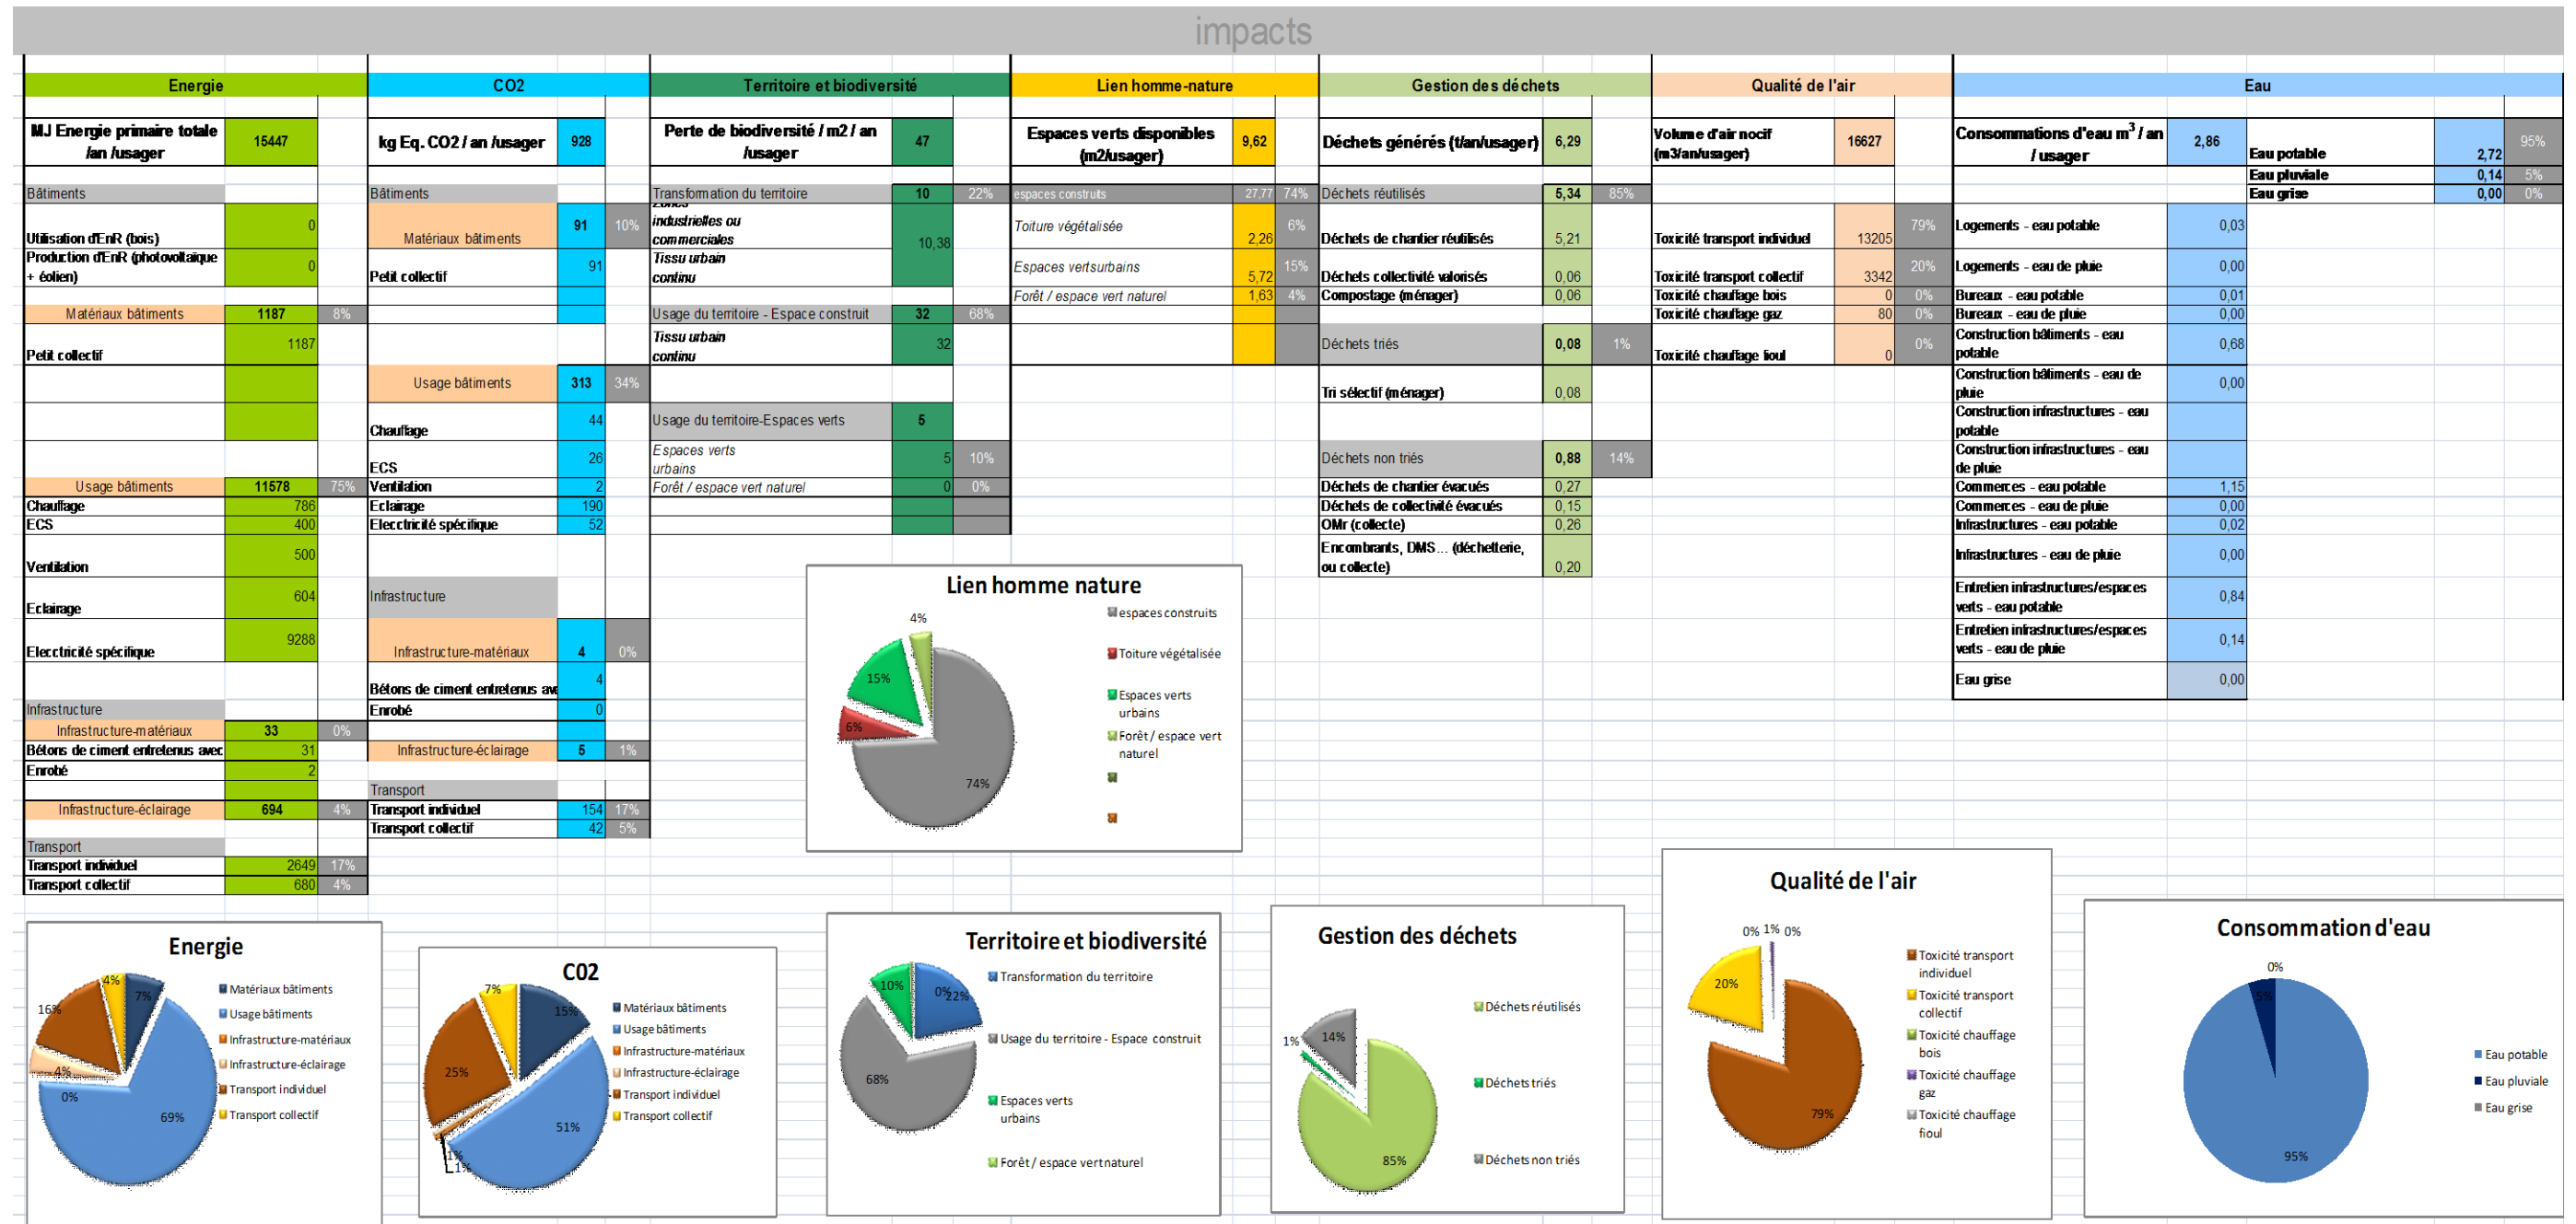 impacts
Energie
MJ Energie primaire totale
/an /usager
15447
Bâtiments
Utilisation d'EnR (bois)
0
Production d'EnR (photovoltaïque
+ éolien)
0
Matériaux bâtiments 1187 8%
Petit collectif 1187
Usage bâtiments 11578 75%
Chauffage 786
ECS 400
Ventilation 500
Eclairage 604
Elecctricité spécifique 9288
Infrastructure
Infrastructure-matériaux 33 0%
Bétons de ciment entretenus avec 31
Enrobé 2
Infrastructure-éclairage 694 4%
Transport
Transport individuel 2649 17%
Transport collectif 680 4%
CO2
kg Eq. CO2 / an /usager 928
Bâtiments
Matériaux bâtiments 91 10%
Petit collectif 91
Usage bâtiments 313 34%
Chauffage 44
ECS 26
Ventilation 2
Eclairage 190
Elecctricité spécifique 52
Infrastructure
Infrastructure-matériaux 4 0%
Bétons de ciment entretenus ave 4
Enrobé 0
Infrastructure-éclairage 5 1%
Transport
Transport individuel 154 17%
Transport collectif 42 5%
Territoire et biodiversité
Perte de biodiversité / m2 / an
/usager
47
Transformation du territoire 10 22%
Zones
industrielles ou
commerciales
10,38
Tissu urbain
continu
Usage du territoire - Espace construit 32 68%
Tissu urbain
continu
32
Usage du territoire-Espaces verts 5
Espaces verts
urbains
5 10%
Forêt / espace vert naturel 0 0%
Lien homme-nature
Espaces verts disponibles
(m2/usager)
9,62
espaces construits 27,77 74%
Toiture végétalisée 2,26 6%
Espaces vertsurbains 5,72 15%
Forêt / espace vert naturel 1,63 4%
Gestion des déchets
Déchets générés (t/an/usager) 6,29
Déchets réutilisés 5,34 85%
Déchets de chantier réutilisés 5,21
Déchets collectivité valorisés 0,06
Compostage (ménager) 0,06
Déchets triés 0,08 1%
Tri sélectif (ménager) 0,08
Déchets non triés 0,88 14%
Déchets de chantier évacués 0,27
Déchets de collectivité évacués 0,15
OMr (collecte) 0,26
Encombrants, DMS... (déchetterie,
ou collecte)
0,20
Qualité de l'air
Volume d'air nocif
(m3/an/usager)
16627
Toxicité transport individuel 13205 79%
Toxicité transport collectif 3342 20%
Toxicité chauffage bois 0 0%
Toxicité chauffage gaz 80 0%
Toxicité chauffage fioul 0 0%
Eau
Consommations d'eau m³ / an
/ usager
2,86
Eau potable 2,72 95%
Eau pluviale 0,14 5%
Eau grise 0,00 0%
Logements - eau potable 0,03
Logements - eau de pluie 0,00
Bureaux - eau potable 0,01
Bureaux - eau de pluie 0,00
Construction bâtiments - eau
potable
0,68
Construction bâtiments - eau de
pluie
0,00
Construction infrastructures - eau
potable
Construction infrastructures - eau
de pluie
Commerces - eau potable 1,15
Commerces - eau de pluie 0,00
Infrastructures - eau potable 0,02
Infrastructures - eau de pluie 0,00
Entretien infrastructures/espaces
verts - eau potable
0,84
Entretien infrastructures/espaces
verts - eau de pluie
0,14
Eau grise 0,00
Lien homme nature
4%
15%
6%
74%
espaces construits
Toiture végétalisée
Espaces verts
urbains
Forêt / espace vert
naturel
Energie
4%
7%
16%
4%
0%
69%
Matériaux bâtiments
Usage bâtiments
Infrastructure-matériaux
Infrastructure-éclairage
Transport individuel
Transport collectif
C02
7%
15%
25%
51%
1%
1%
Matériaux bâtiments
Usage bâtiments
Infrastructure-matériaux
Infrastructure-éclairage
Transport individuel
Transport collectif
Territoire et biodiversité
10%
0%
22%
68%
Transformation du territoire
Usage du territoire - Espace construit
Espaces verts
urbains
Forêt / espace vert naturel
Gestion des déchets
1%
14%
85%
Déchets réutilisés
Déchets triés
Déchets non triés
Qualité de l'air
0% 1% 0%
20%
79%
Toxicité transport
individuel
Toxicité transport
collectif
Toxicité chauffage
bois
Toxicité chauffage
gaz
Toxicité chauffage
fioul
Consommation d'eau
0%
5%
95%
Eau potable
Eau pluviale
Eau grise